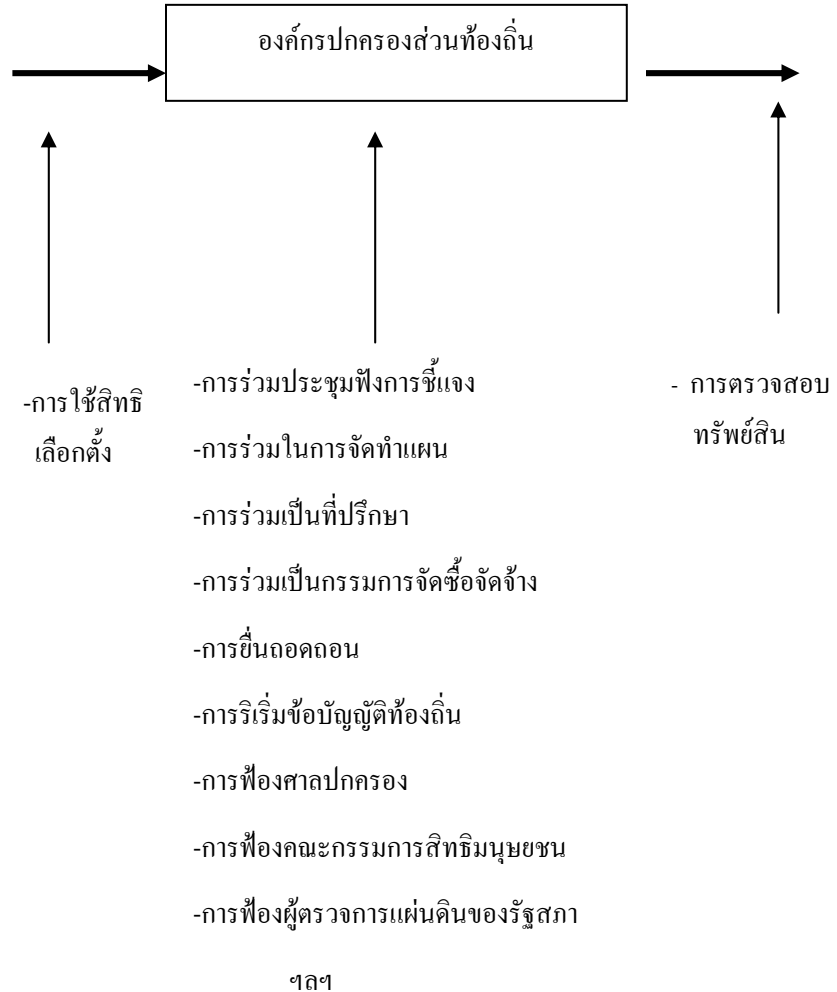 องค์กรปกครองส่วนท้องถิ่น
-การใช้สิทธิ
เลือกตั้ง
-การร่วมประชุมฟังการชี้แจง
-การร่วมในการจัดทำแผน
-การร่วมเป็นที่ปรึกษา
-การร่วมเป็นกรรมการจัดซื้อจัดจ้าง
-การยื่นถอดถอน
-การริเริ่มข้อบัญญัติท้องถิ่น
-การฟ้องศาลปกครอง
-การฟ้องคณะกรรมการสิทธิมนุษยชน
-การฟ้องผู้ตรวจการแผ่นดินของรัฐสภา
ฯลฯ
- การตรวจสอบ
ทรัพย์สิน